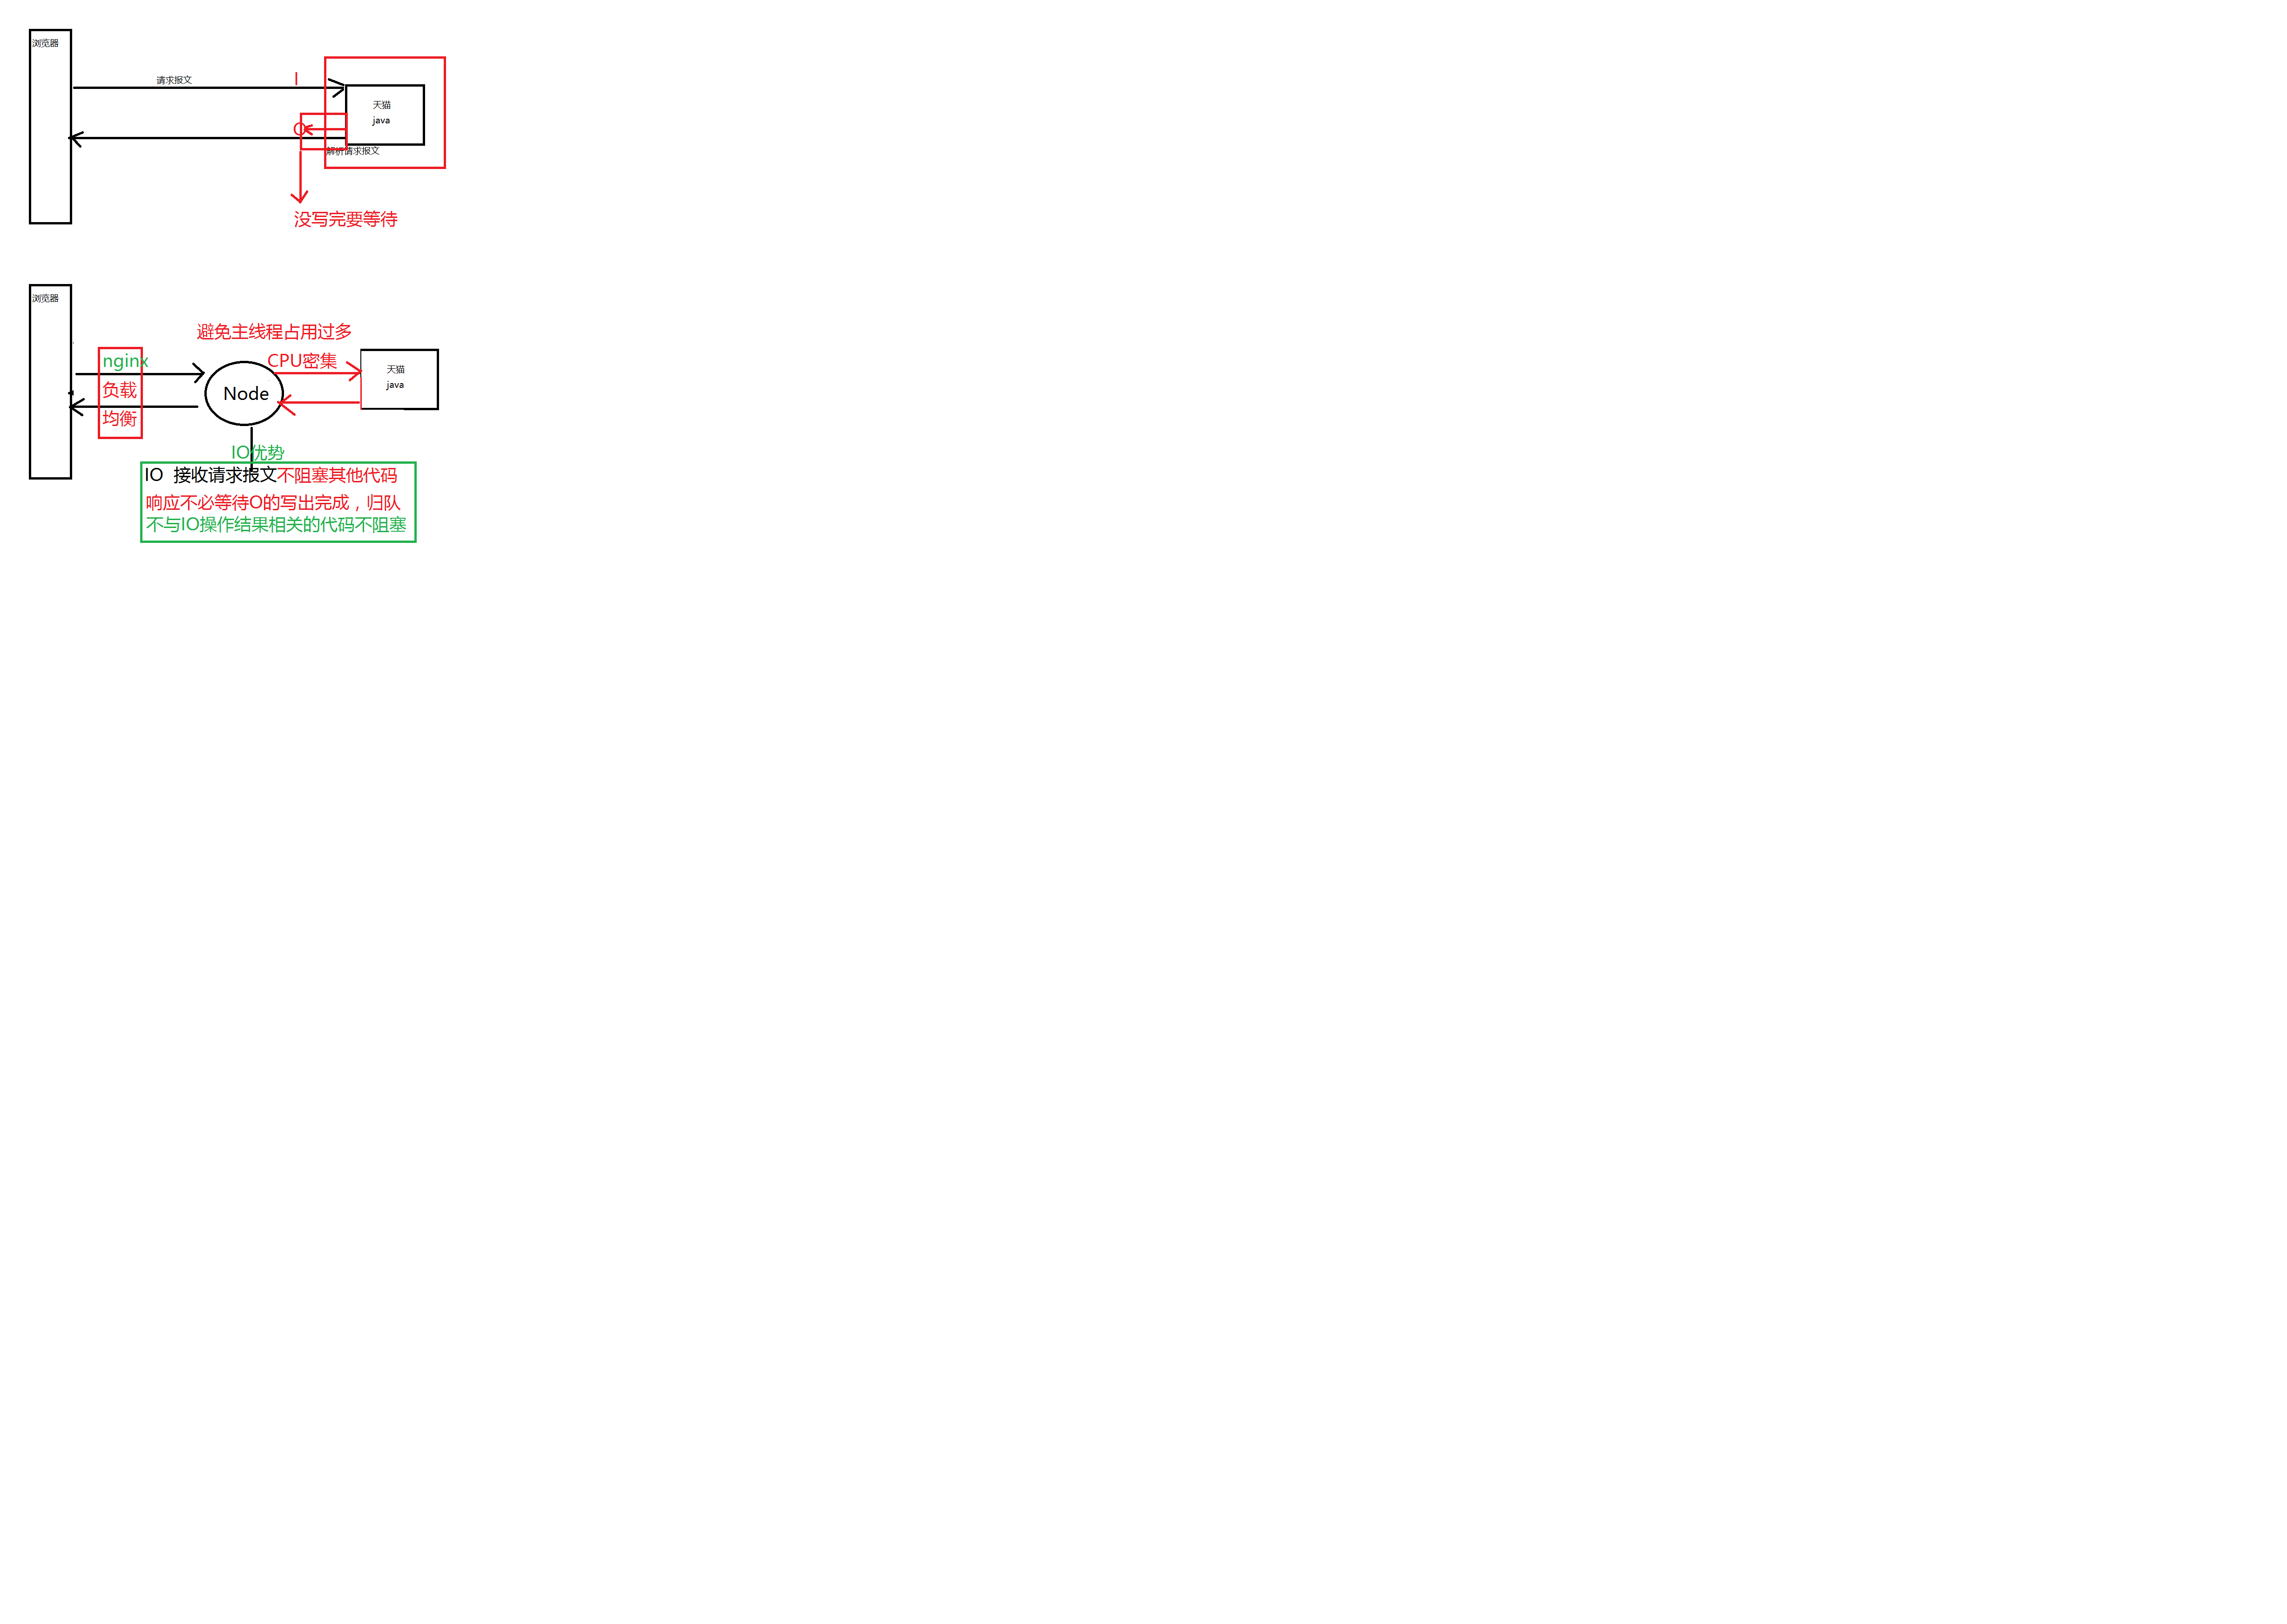 浏览器
请求报文
I
天猫
java
O
解析请求报文
没写完要等待
浏览器
避免主线程占用过多
nginx
负载
均衡
CPU密集
天猫
java
Node
IO优势
IO 接收请求报文不阻塞其他代码
响应不必等待O的写出完成，归队
不与IO操作结果相关的代码不阻塞